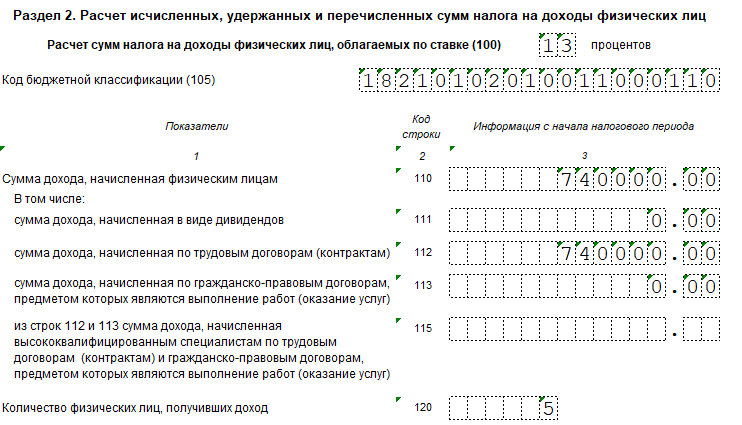 Раздел 2. Расчет исчисленных, удержанных и перечисленных сумм налога на доходы физических лиц
Расчет сумм налога на доходы физических лиц, облагаемых по ставке (100) 13 процентов
Код бюджетной классификации (105) 18210102010011000110
Показатели Код строки Информация с начала налогового периода
1 2 3
Сумма дохода, начисленная физическим лицам 110 740000.00
В том числе:
сумма дохода, начисленная в виде дивидендов 111 0.00
сумма дохода, начисленная по трудовым договорам (контрактам) 112 740000.00
сумма дохода, начисленная по гражданско-правовым договорам, 113 0.00
предметом которых являются выполнение работ (оказание услуг)
из строк 112 и 113 сумма дохода, начисленная 115 .
высококвалифицированным специалистам по трудовым
договорам (контрактам) и гражданско-правовым договорам,
предметом которых являются выполнение работ (оказание услуг)
Количество физических лиц, получивших доход 120 5